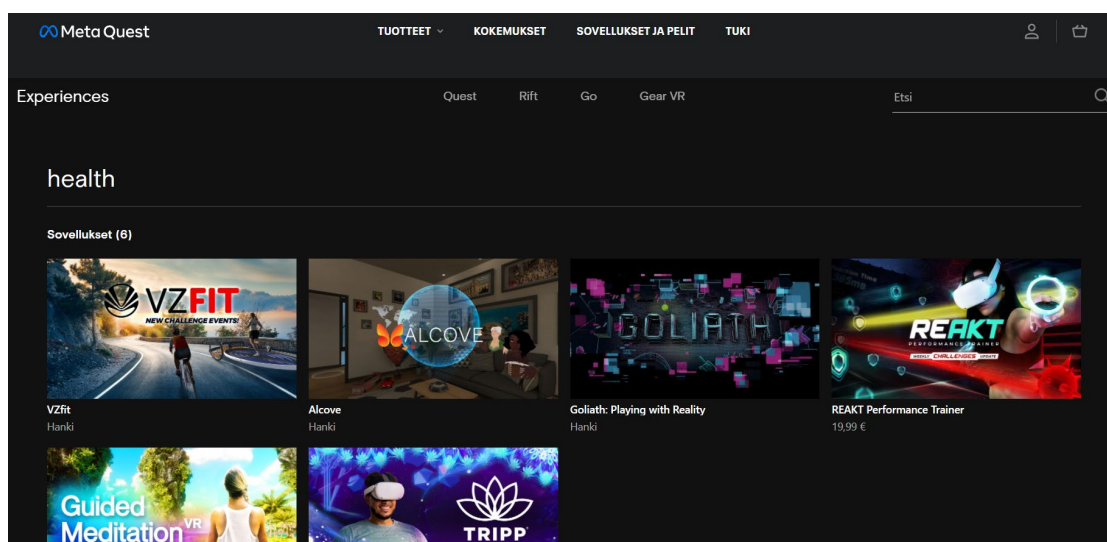 Meta Quest
TUOTTEET KOKEMUKSET SOVELLUKSET JA PELIT TUKI
Experiences Quest Rift Go Gear VR Etsi
health
Sovellukset (6)
VZFIT
NEW CHALLENGE EVENTS!
ALCOVE
GOLIATH
REAKT
PERFORMANCE TRAINER
WEEKLY CHALLENGES UPDATE
VZfit Alcove Goliath: Playing with Reality REAKT Performance Trainer
Hanki Hanki Hanki 19,99 €
Guided
Meditation VR
TRIPP